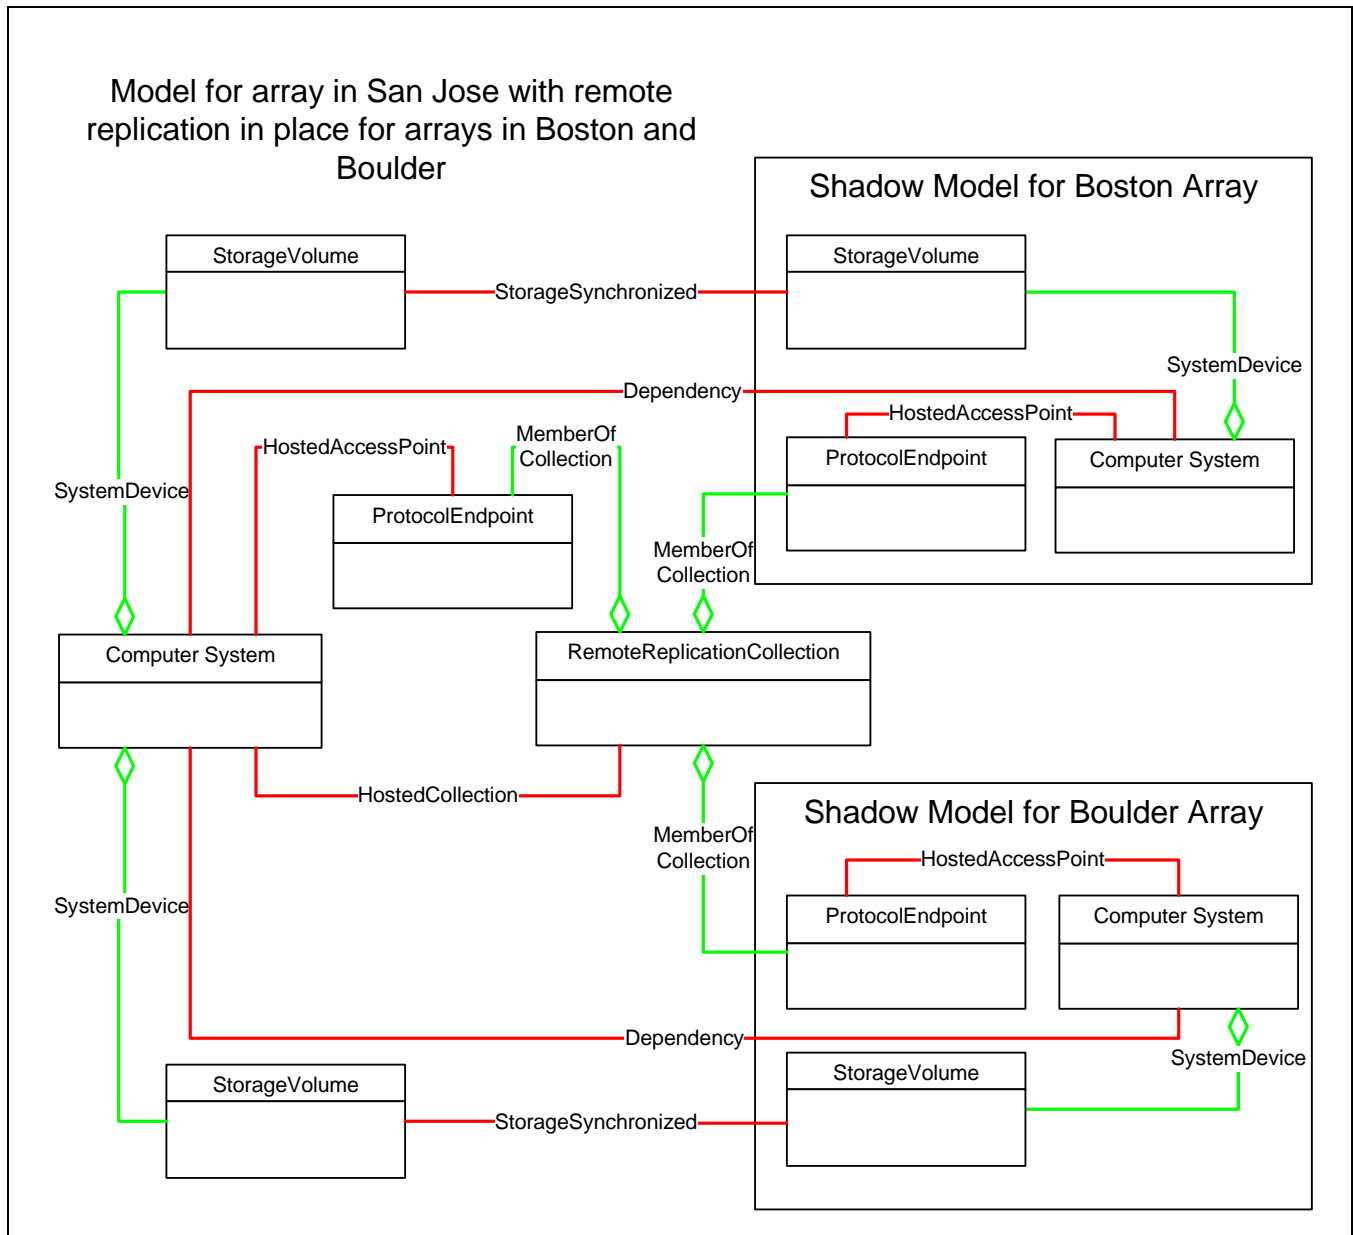 Model for array in San Jose with remote
replication in place for arrays in Boston and
Boulder
Shadow Model for Boston Array
StorageVolume
StorageVolume
StorageSynchronized
SystemDevice
Dependency
HostedAccessPoint
MemberOf
Collection
HostedAccessPoint
ProtocolEndpoint
Computer System
SystemDevice
ProtocolEndpoint
MemberOf
Collection
Computer System
RemoteReplicationCollection
HostedCollection
Shadow Model for Boulder Array
MemberOf
Collection
HostedAccessPoint
SystemDevice
ProtocolEndpoint
Computer System
Dependency
SystemDevice
StorageVolume
StorageVolume
StorageSynchronized